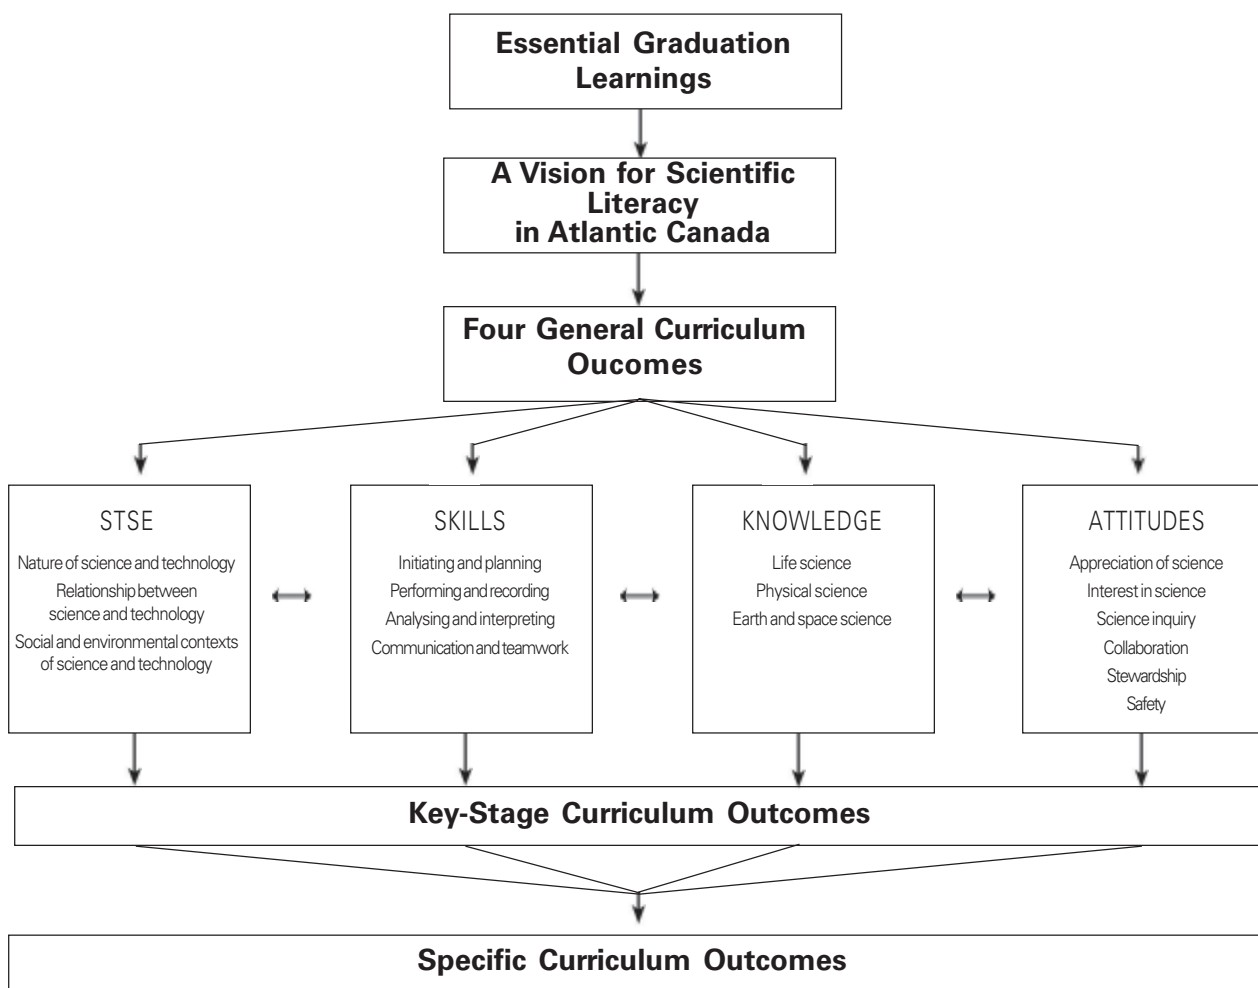 Essential Graduation
Learnings
A Vision for Scientific
Literacy
in Atlantic Canada
Four General Curriculum
Oucomes
STSE
Nature of science and technology
Relationship between
science and technology
Social and environmental contexts
of science and technology
SKILLS
Initiating and planning
Performing and recording
Analysing and interpreting
Communication and teamwork
KNOWLEDGE
Life science
Physical science
Earth and space science
ATTITUDES
Appreciation of science
Interest in science
Science inquiry
Collaboration
Stewardship
Safety
Key-Stage Curriculum Outcomes
Specific Curriculum Outcomes